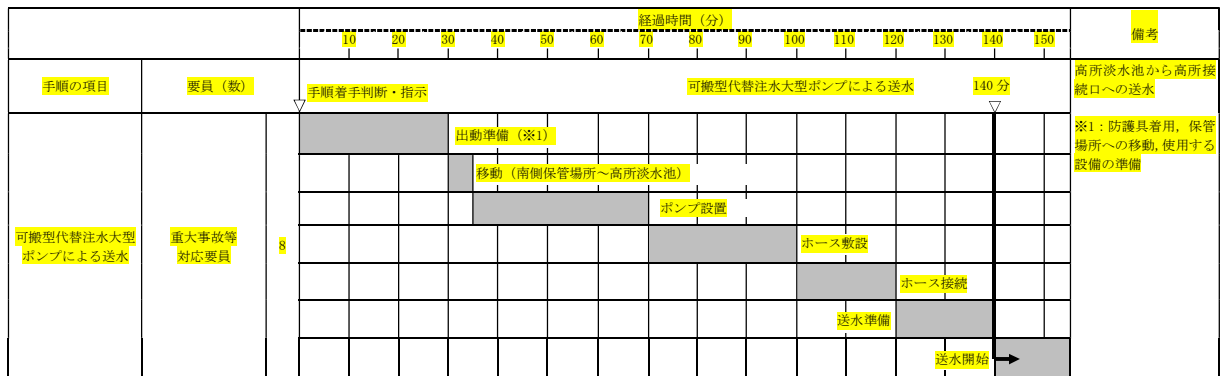 経過時間（分）
10 20 30 40 50 60 70 80 90 100 110 120 130 140 150
備考
手順の項目
要員（数）
手順着手判断・指示
可搬型代替注水大型ポンプによる送水
140 分
高所淡水池から高所接
続口への送水
※1：防護具着用，保管
場所への移動，使用する
設備の準備
出動準備（※1）
移動（南側保管場所～高所淡水池）
ポンプ設置
可搬型代替注水大型
ポンプによる送水
重大事故等
対応要員
8
ホース敷設
ホース接続
送水準備
送水開始